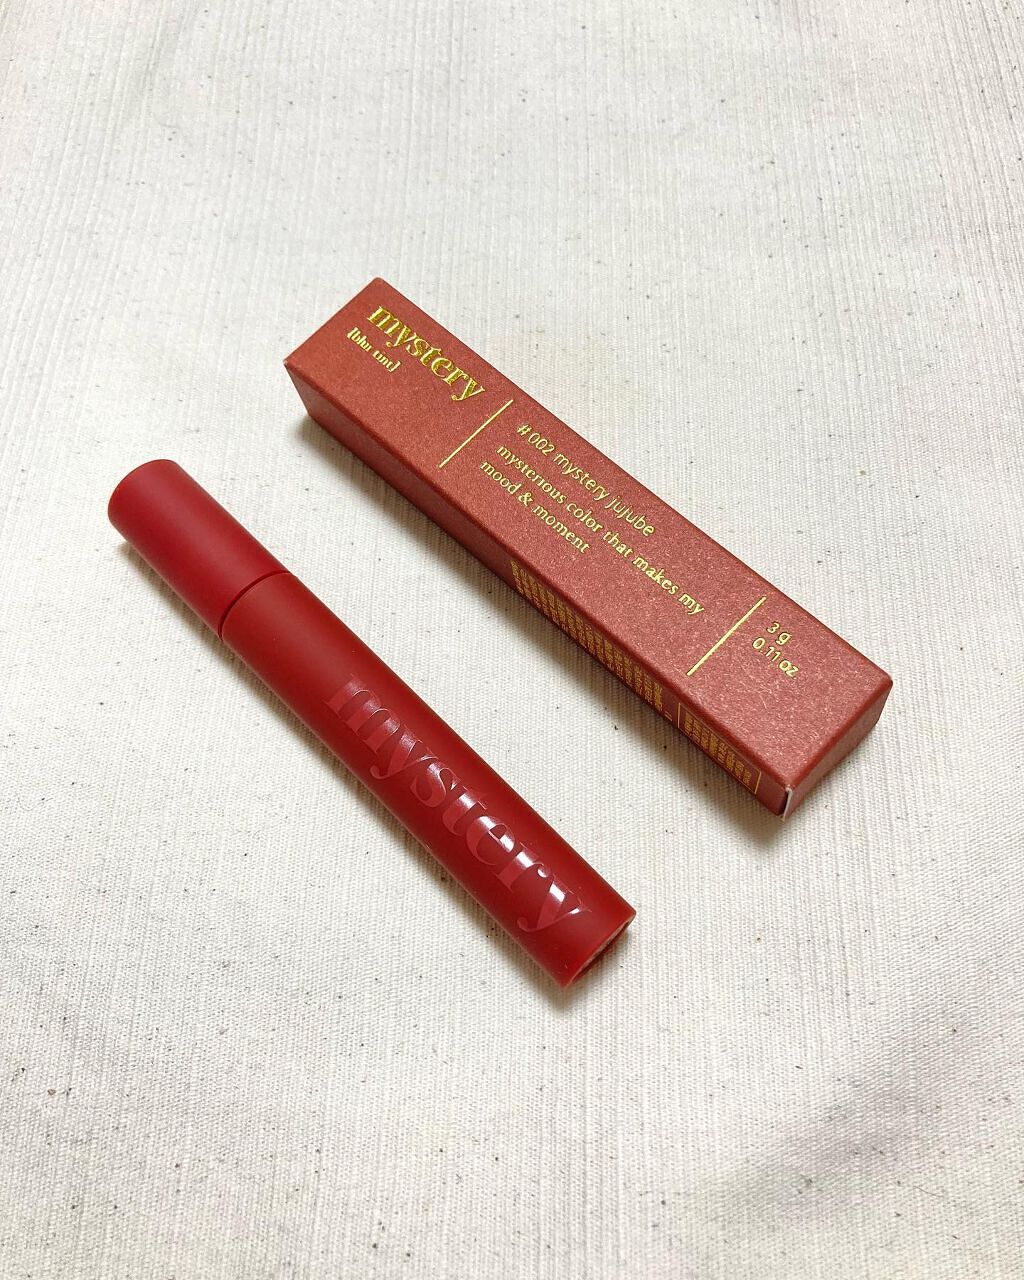 mystery
[blur tint]
#002 mystery jujube
mysterious color that makes my
mood & moment
3 g
0.11 oz
mystery